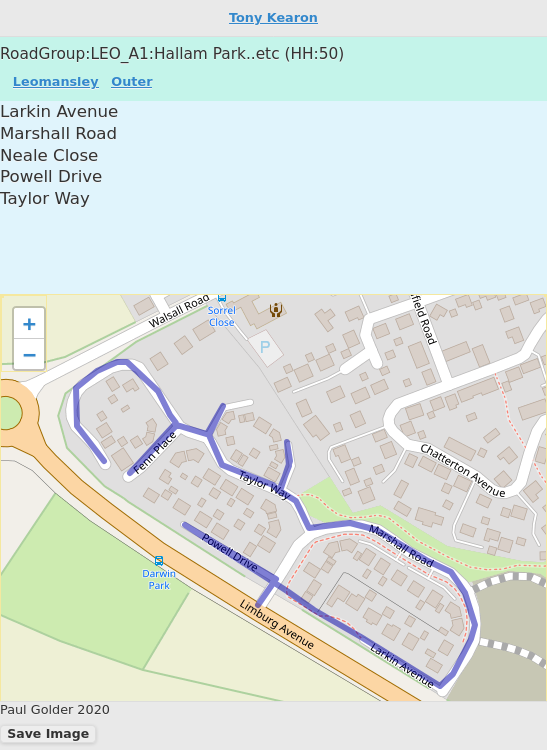 Tony Kearon
RoadGroup:LEO_A1:Hallam Park..etc (HH:50)
Leomansley Outer
Larkin Avenue
Marshall Road
Neale Close
Powell Drive
Taylor Way
+
−
Walsall Road
Sorrel
Close
P
field Road
Chatterton Avenue
Fenn Place
Taylor Way
Marshall Road
Powell Drive
Darwin
Park
Limburg Avenue
Larkin Avenue
Paul Golder 2020
Save Image